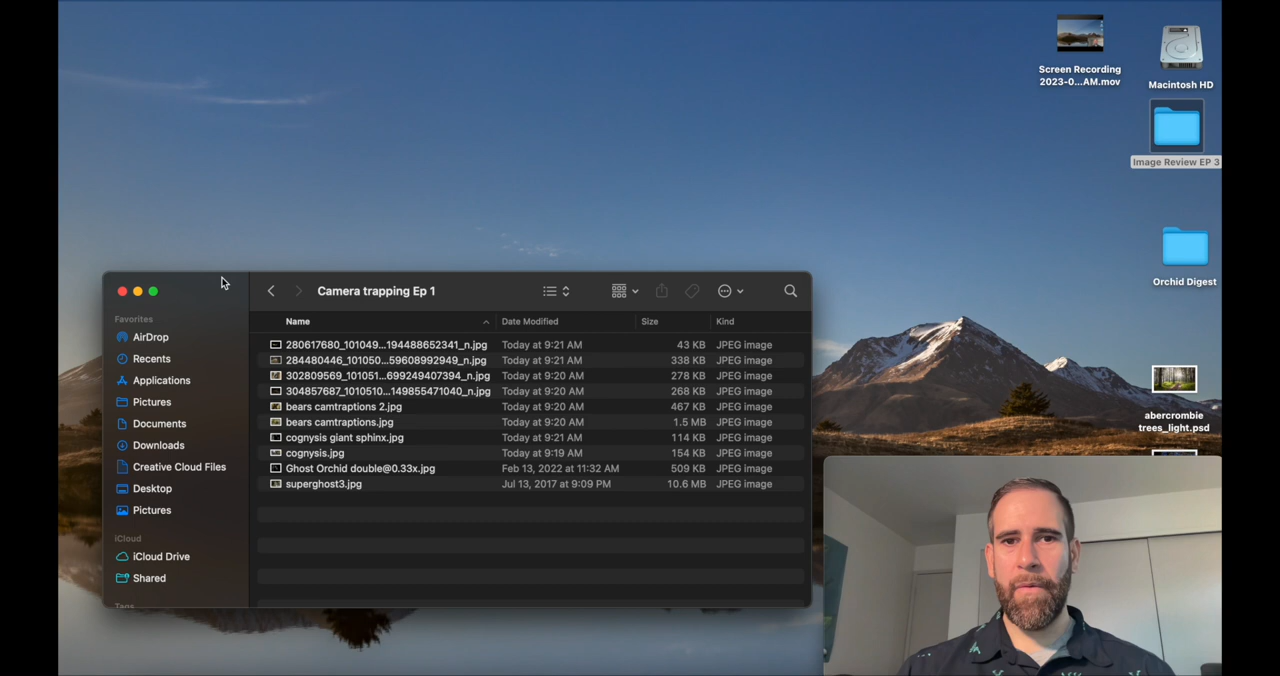 Screen Recording
2023-0...AM.mov
Macintosh HD
Image Review EP 3
Orchid Digest
abercrombie
trees_light.psd
Camera trapping Ep 1
Favorites
AirDrop
Recents
Applications
Pictures
Documents
Downloads
Creative Cloud Files
Desktop
Pictures
iCloud
iCloud Drive
Shared
Tags
Name Date Modified Size Kind
280617680_101049...194488652341_n.jpg Today at 9:21 AM 43 KB JPEG image
284480446_101050...59608992949_n.jpg Today at 9:21 AM 338 KB JPEG image
302809569_101051...699249407394_n.jpg Today at 9:20 AM 278 KB JPEG image
304857687_1010510...149855471040_n.jpg Today at 9:20 AM 268 KB JPEG image
bears camtraptions 2.jpg Today at 9:20 AM 467 KB JPEG image
bears camtraptions.jpg Today at 9:20 AM 1.5 MB JPEG image
cognysis giant sphinx.jpg Today at 9:21 AM 114 KB JPEG image
cognysis.jpg Today at 9:19 AM 154 KB JPEG image
Ghost Orchid double@0.33x.jpg Feb 13, 2022 at 11:32 AM 509 KB JPEG image
superghost3.jpg Jul 13, 2017 at 9:09 PM 10.6 MB JPEG image